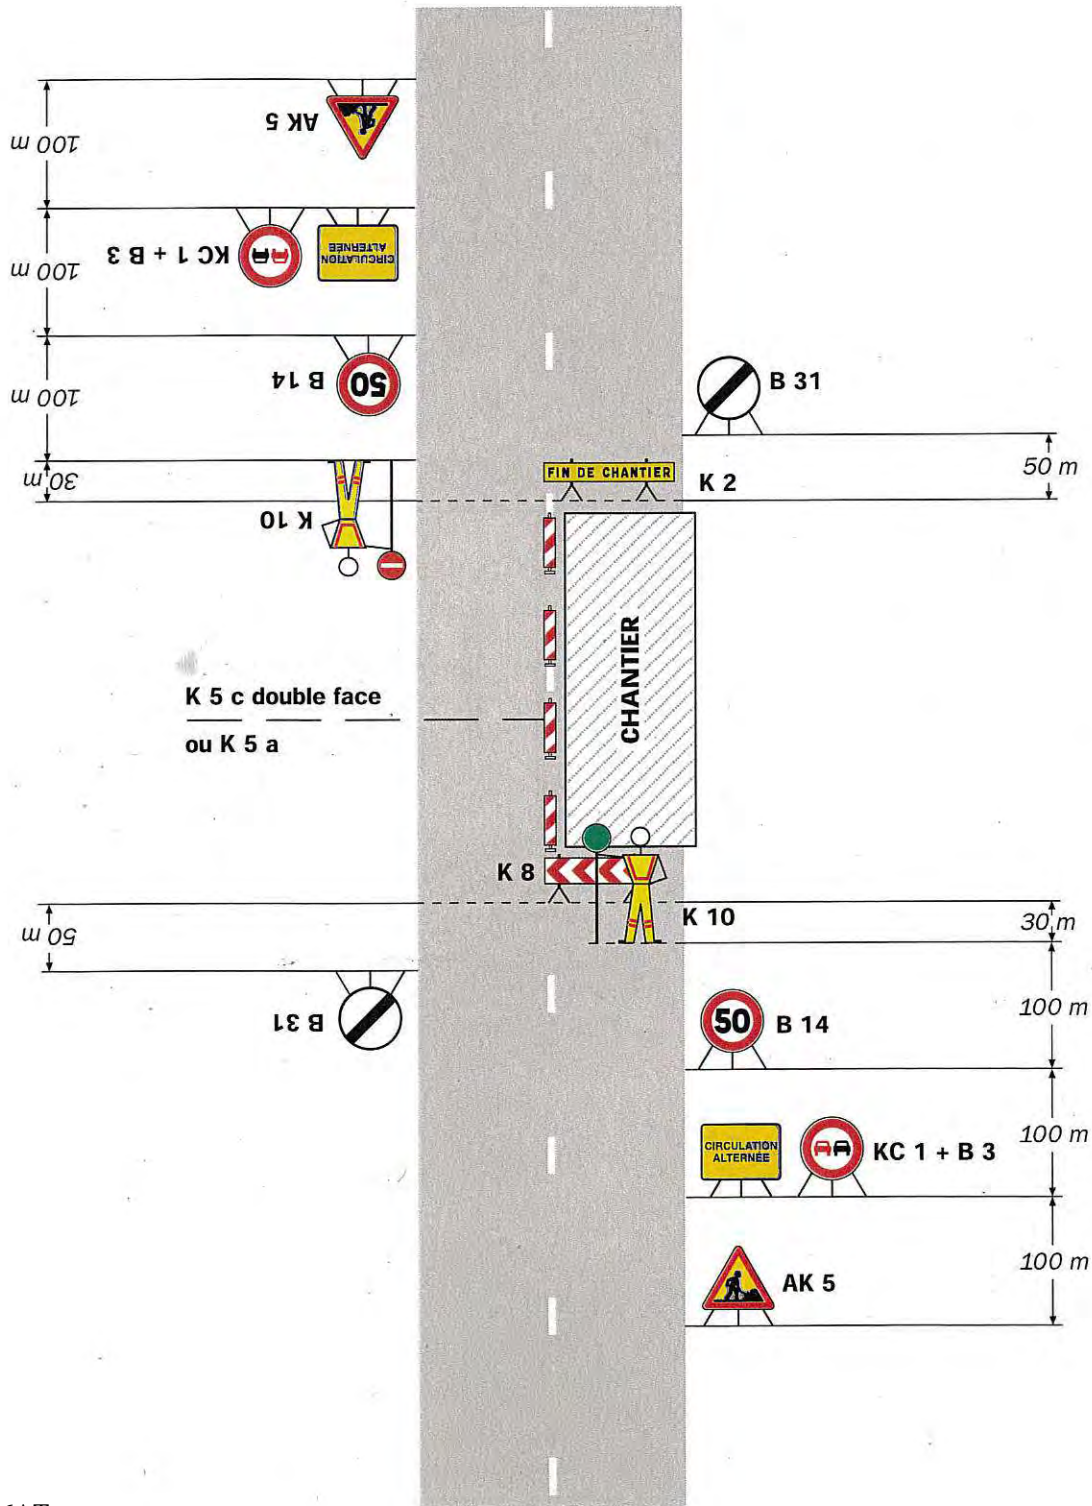 AK 5
100 m
KC 1 + B 3
CIRCULATION
ALTERNÉE
100 m
B 14
50
100 m
B 31
50 m
30 m
K 10
FIN DE CHANTIER
K 2
CHANTIER
K 5 c double face
ou K 5 a
K 8
K 10
30 m
50 m
B 31
50
B 14
100 m
CIRCULATION
ALTERNÉE
KC 1 + B 3
100 m
AK 5
100 m